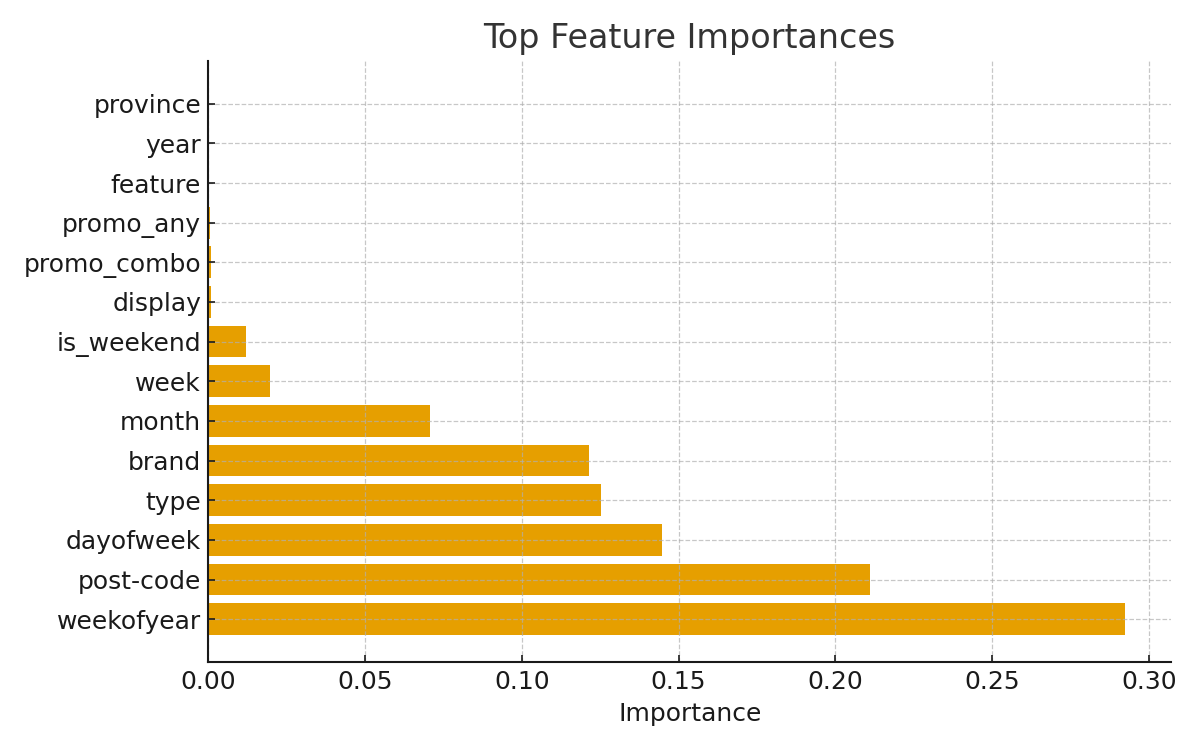 Top Feature Importances
province
year
feature
promo_any
promo_combo
display
is_weekend
week
month
brand
type
dayofweek
post-code
weekofyear
0.00 0.05 0.10 0.15 0.20 0.25 0.30
Importance